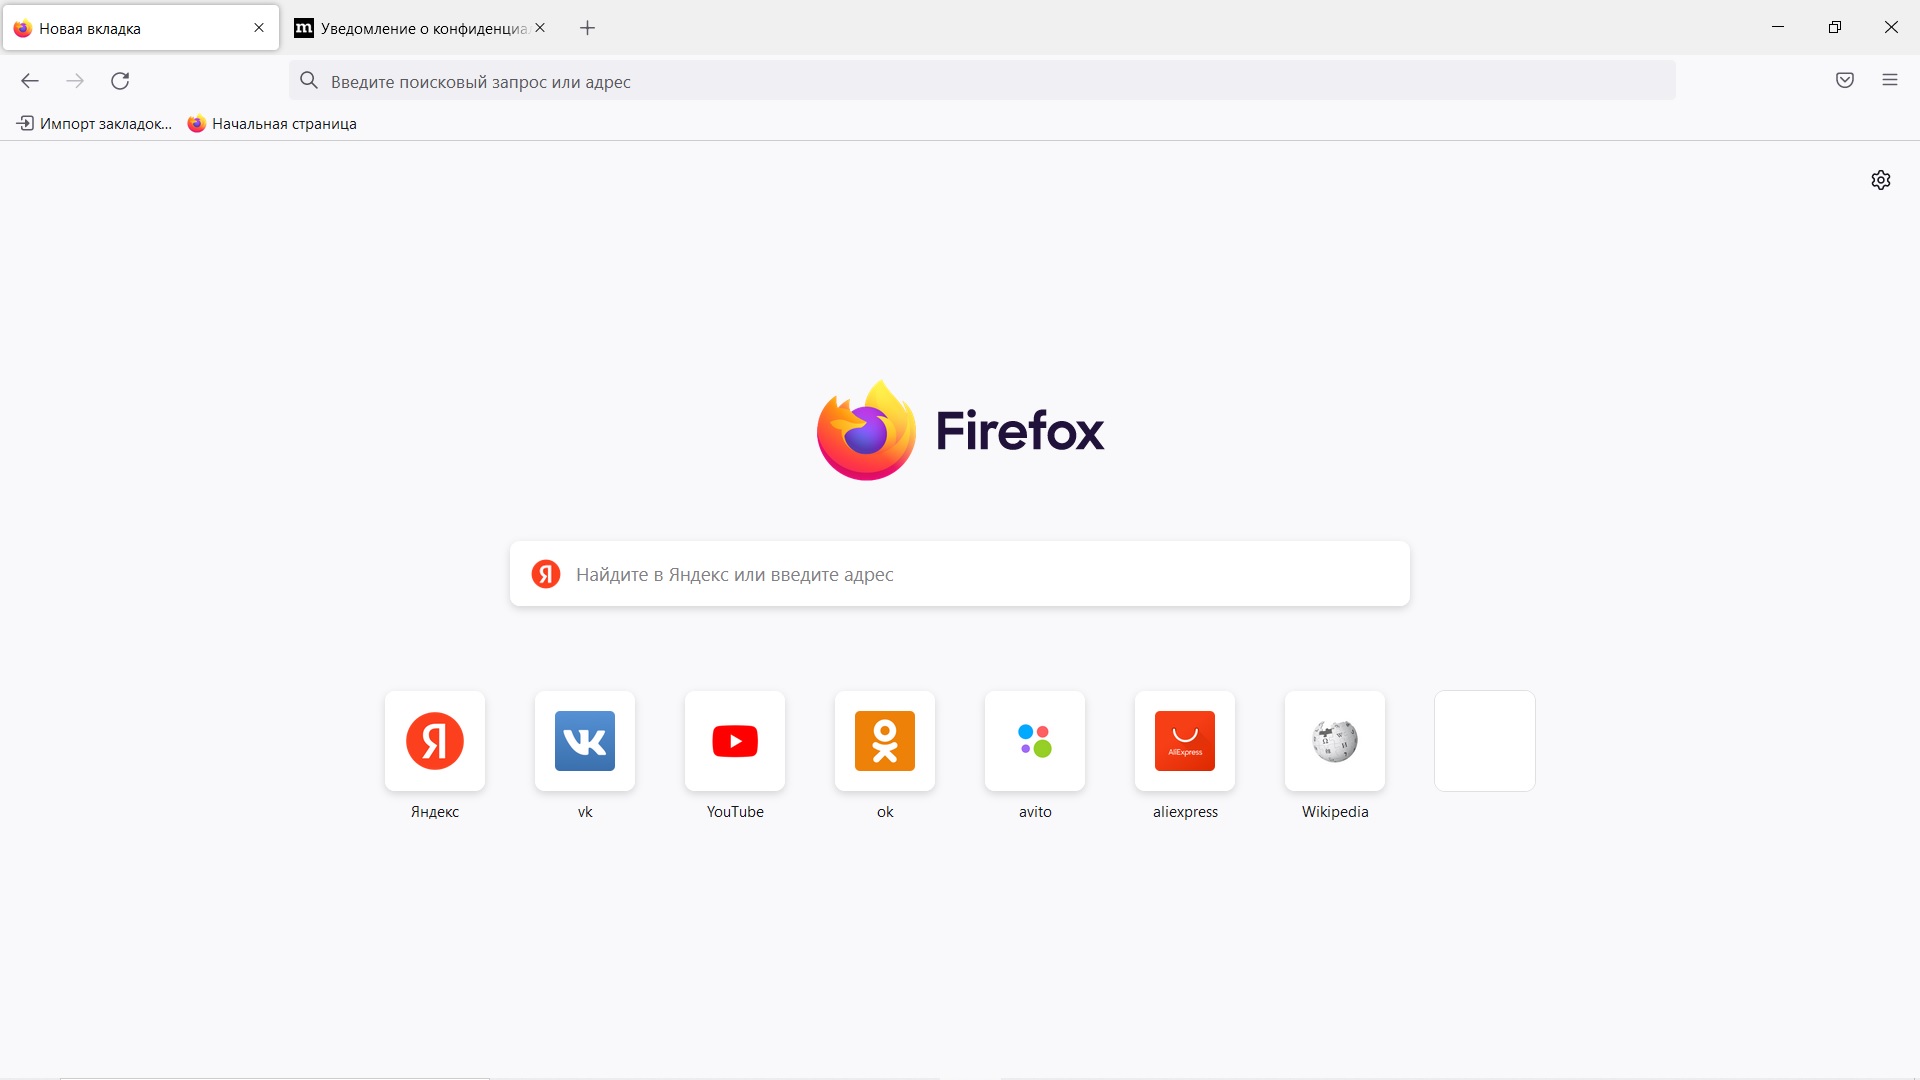 Новая вкладка
Уведомление о конфиденциа
Введите поисковый запрос или адрес
Импорт закладок...
Начальная страница
Firefox
Найдите в Яндекс или введите адрес
Яндекс
vk
YouTube
ok
avito
AliExpress
aliexpress
Wikipedia